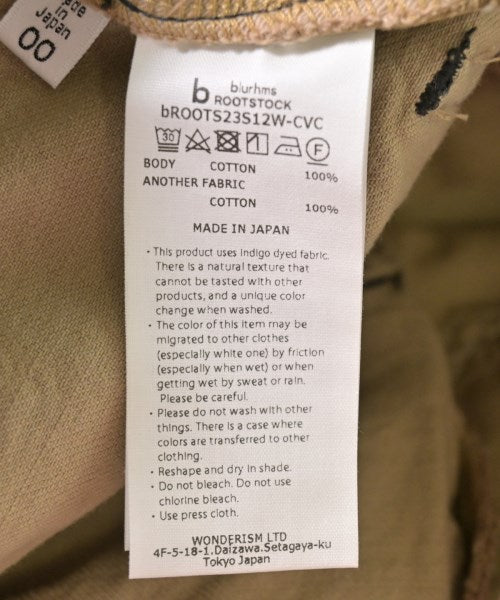 Made
in
Japan
00
b blurhms
ROOTSTOCK
bROOTS23S12W-CVC
30 F
BODY COTTON 100%
ANOTHER FABRIC
COTTON 100%
MADE IN JAPAN
・This product uses indigo dyed fabric.
There is a natural texture that
cannot be tasted with other
products, and a unique color
change when washed.
・The color of this item may be
migrated to other clothes
(especially white one) by friction
(especially when wet) or when
getting wet by sweat or rain.
Please be careful.
・Please do not wash with other
things. There is a case where
colors are transferred to other
clothing.
・Reshape and dry in shade.
・Do not bleach. Do not use
chlorine bleach.
・Use press cloth.
WONDERISM LTD
4F-5-18-1.Daizawa.Setagaya-ku
Tokyo Japan